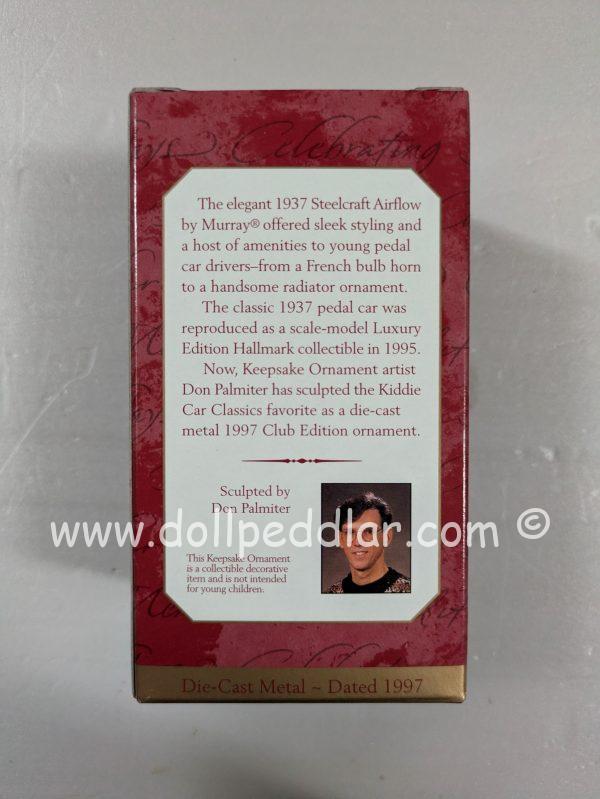 Celebrating
The elegant 1937 Steelcraft Airflow
by Murray® offered sleek styling and
a host of amenities to young pedal
car drivers–from a French bulb horn
to a handsome radiator ornament.
The classic 1937 pedal car was
reproduced as a scale-model Luxury
Edition Hallmark collectible in 1995.
Now, Keepsake Ornament artist
Don Palmiter has sculpted the Kiddie
Car Classics favorite as a die-cast
metal 1997 Club Edition ornament.
Sculpted by
Don Palmiter
www.dollpeddlar.com ©
This Keepsake Ornament
is a collectible decorative
item and is not intended
for young children.
Die-Cast Metal ~ Dated 1997